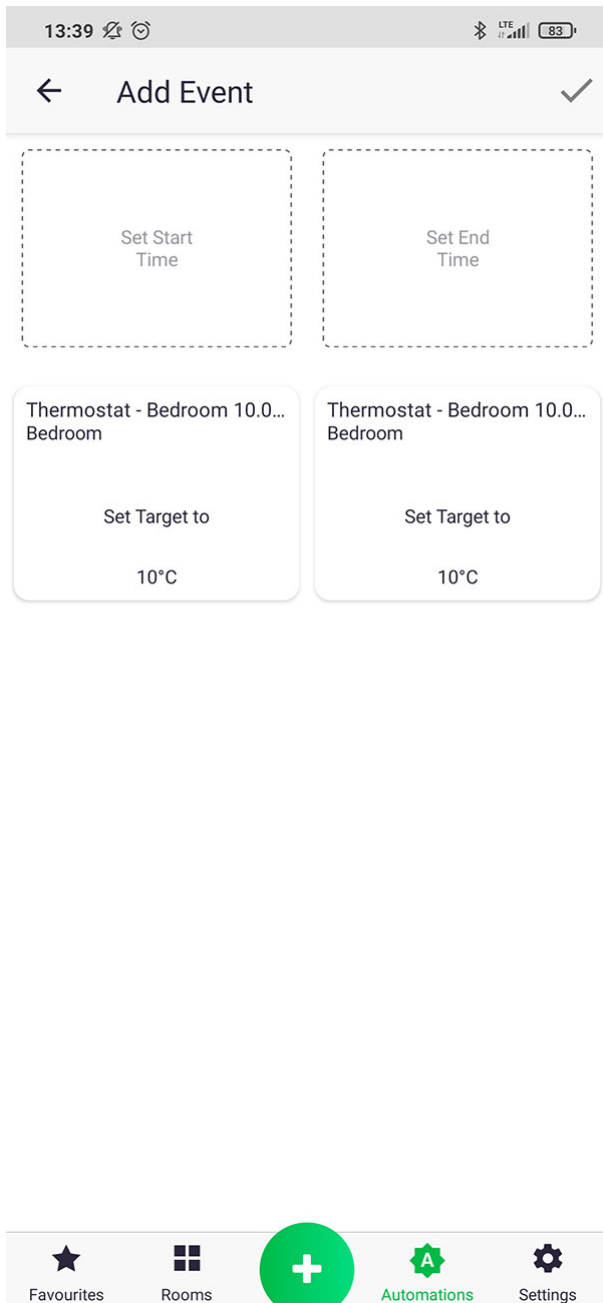 13:39 LTE 83
Add Event
Set Start
Time
Set End
Time
Thermostat - Bedroom 10.0...
Bedroom
Set Target to
10°C
Thermostat - Bedroom 10.0...
Bedroom
Set Target to
10°C
A
Favourites Rooms Automations Settings